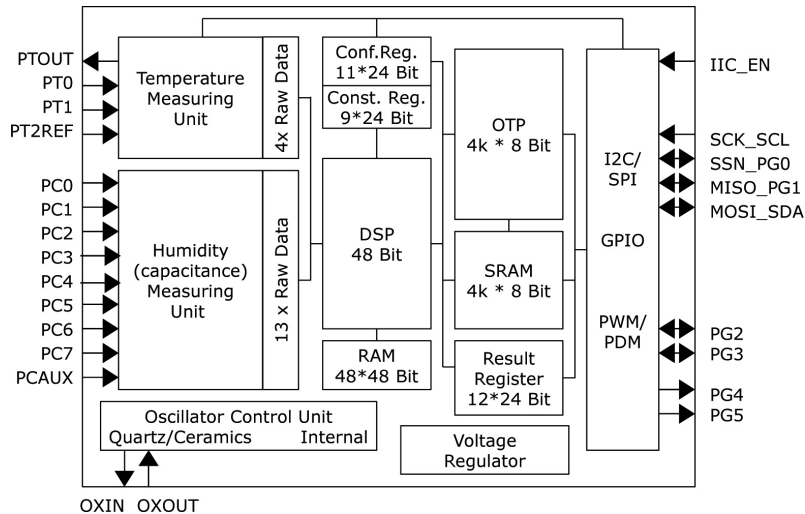 PTOUT
PT0
PT1
PT2REF
Temperature
Measuring
Unit
4x Raw Data
Conf.Reg.
11*24 Bit
Const. Reg.
9*24 Bit
OTP
4k * 8 Bit
I2C/
SPI
GPIO
PWM/
PDM
IIC_EN
SCK_SCL
SSN_PG0
MISO_PG1
MOSI_SDA
PC0
PC1
PC2
PC3
PC4
PC5
PC6
PC7
PCAUX
Humidity
(capacitance)
Measuring
Unit
13 x Raw Data
DSP
48 Bit
SRAM
4k * 8 Bit
RAM
48*48 Bit
Result
Register
12*24 Bit
PG2
PG3
PG4
PG5
Oscillator Control Unit
Quartz/Ceramics Internal
Voltage
Regulator
OXIN OXOUT